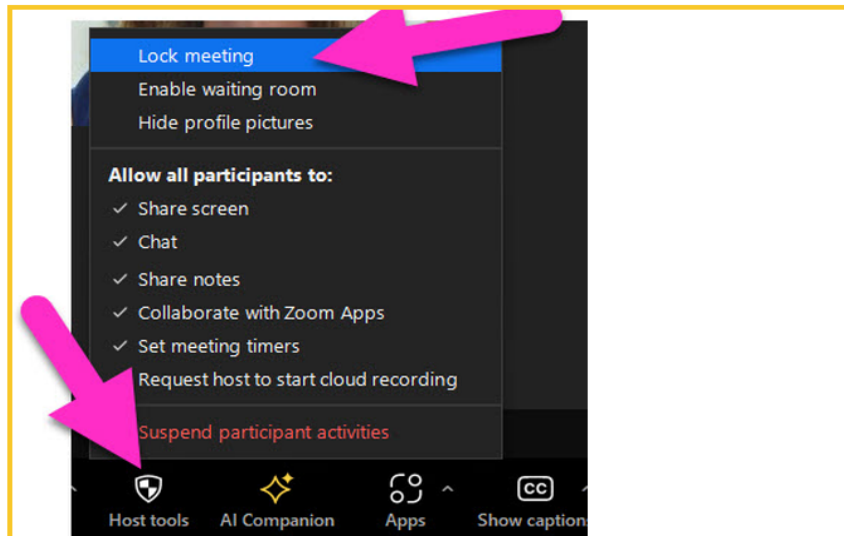 Lock meeting
Enable waiting room
Hide profile pictures
Allow all participants to:
Share screen
Chat
Share notes
Collaborate with Zoom Apps
Set meeting timers
Request host to start cloud recording
Suspend participant activities
CC
Host tools AI Companion Apps Show caption